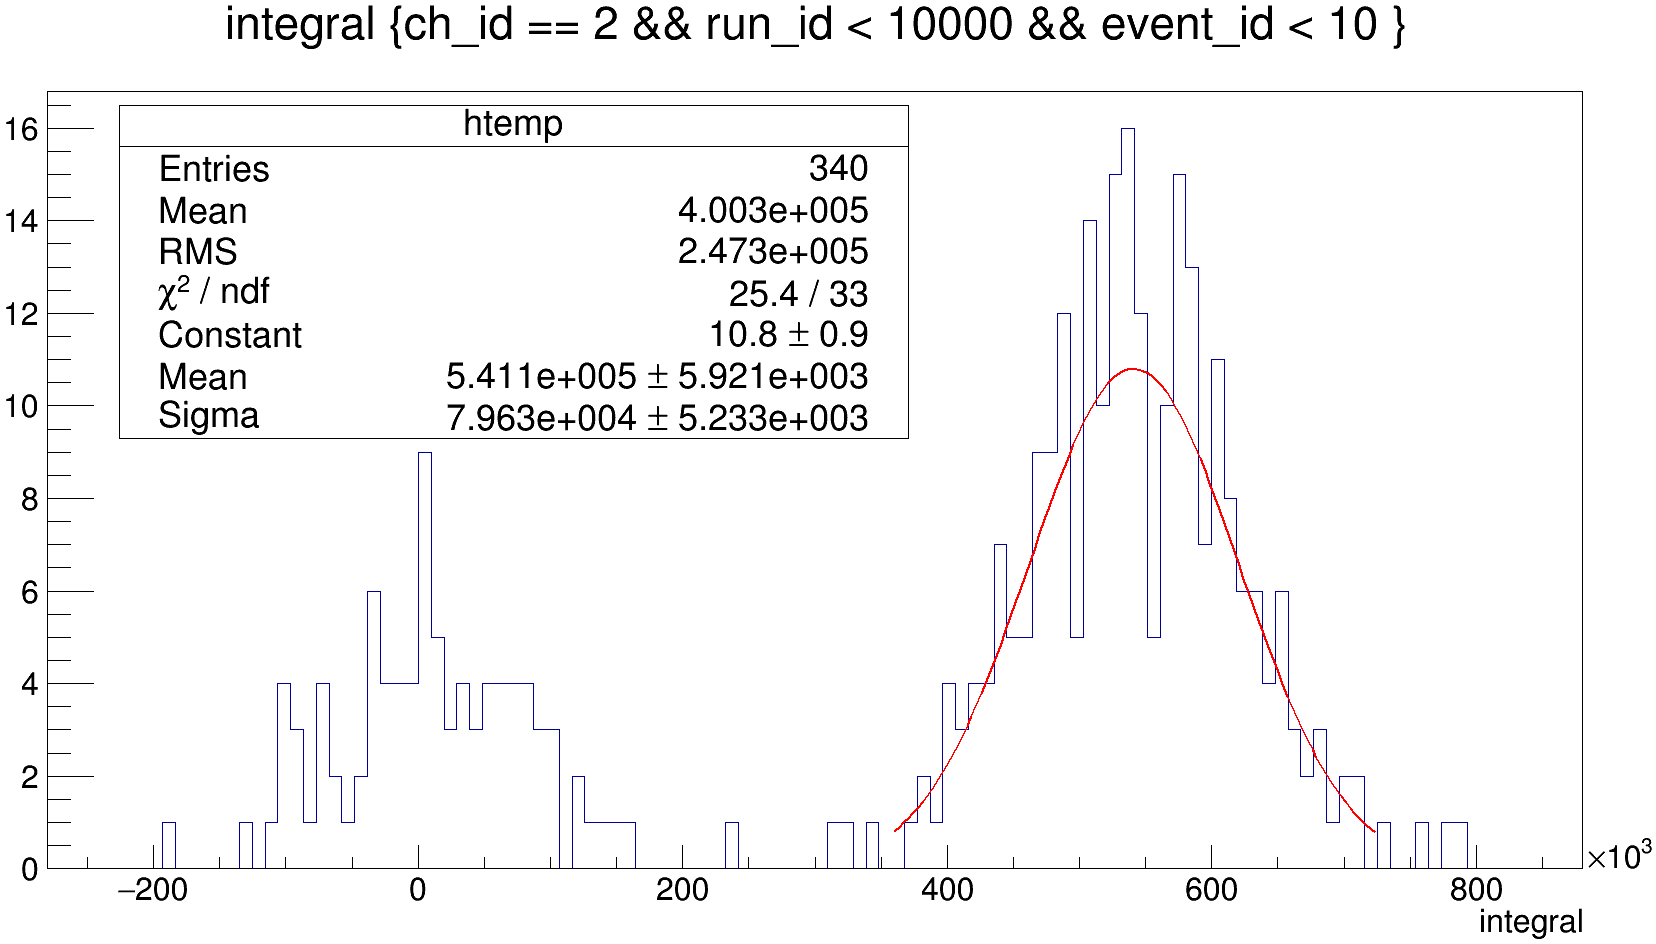 integral {ch_id == 2 && run_id < 10000 && event_id < 10 }
htemp
Entries 340
Mean 4.003e+005
RMS 2.473e+005
χ² / ndf 25.4 / 33
Constant 10.8 ± 0.9
Mean 5.411e+005 ± 5.921e+003
Sigma 7.963e+004 ± 5.233e+003
16
14
12
10
8
6
4
2
0
−200 0 200 400 600 800
×10³
integral